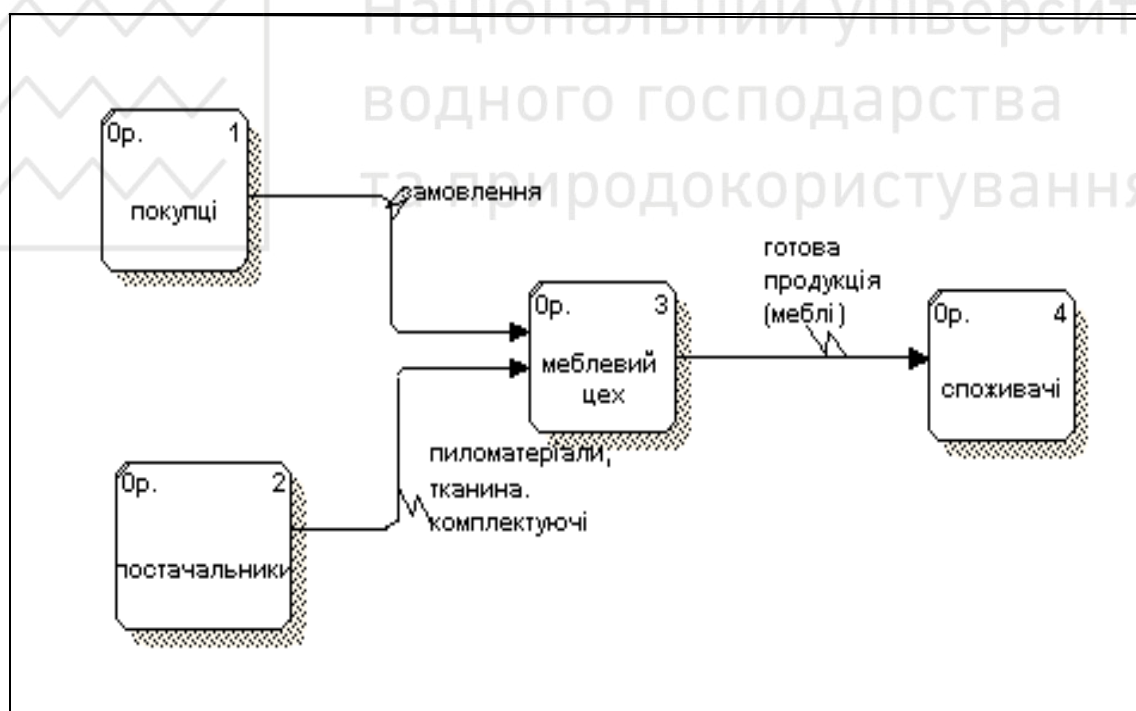 Національний університ
водного господарства
та природокористування
0р. 1
покупці
замовлення
готова
продукція
(меблі)
0р. 3
меблевий
цех
0р. 4
споживачі
пиломатеріали,
тканина.
комплектуючі
0р. 2
постачальники